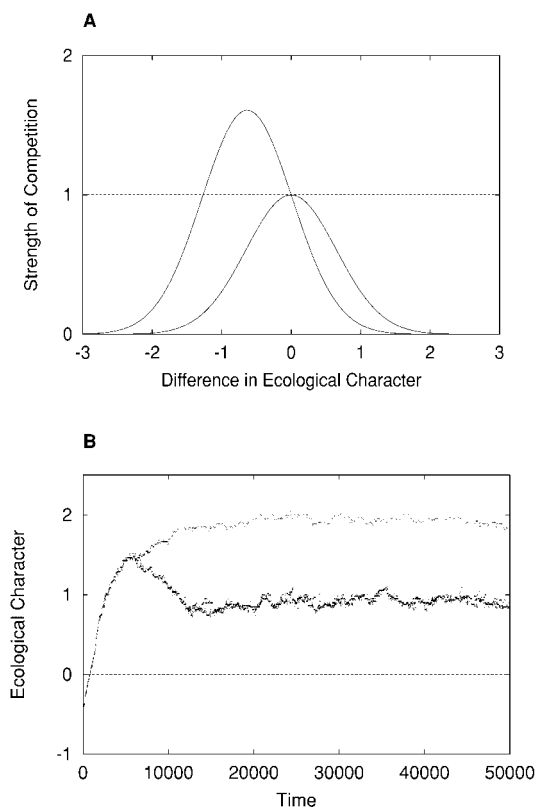 A
2
1
0
-3 -2 -1 0 1 2 3
Strength of Competition
Difference in Ecological Character
B
2
1
0
-1
0 10000 20000 30000 40000 50000
Ecological Character
Time